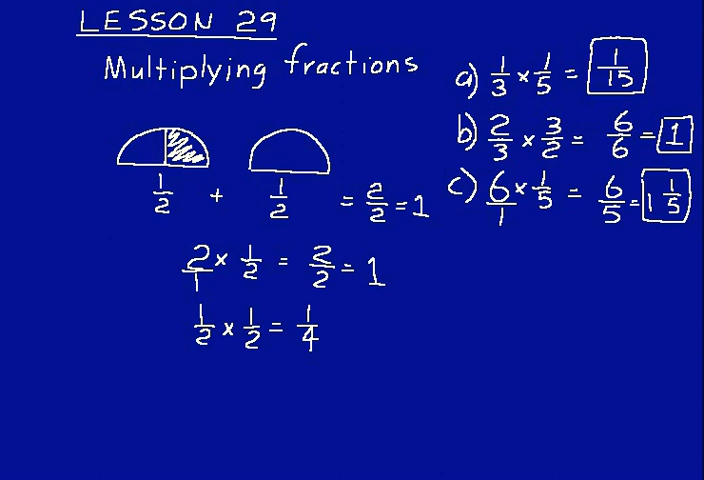 LESSON 29
Multiplying fractions
1/2 + 1/2 = 2/2 = 1
2/1 × 1/2 = 2/2 = 1
1/2 × 1/2 = 1/4
a) 1/3 × 1/5 = 1/15
b) 2/3 × 3/2 = 6/6 = 1
c) 6/1 × 1/5 = 6/5 = 1 1/5